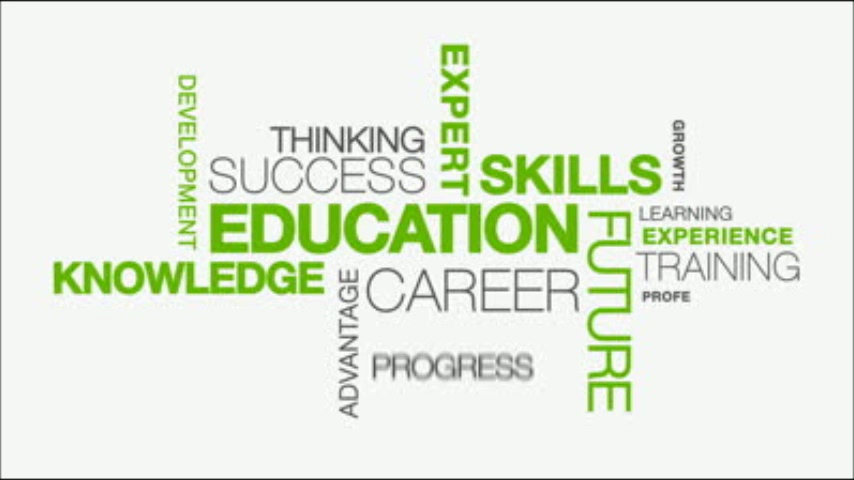 DEVELOPMENT
EXPERT
THINKING
SUCCESS
SKILLS
GROWTH
EDUCATION
FUTURE
LEARNING
EXPERIENCE
TRAINING
PROFE
KNOWLEDGE
ADVANTAGE
CAREER
PROGRESS